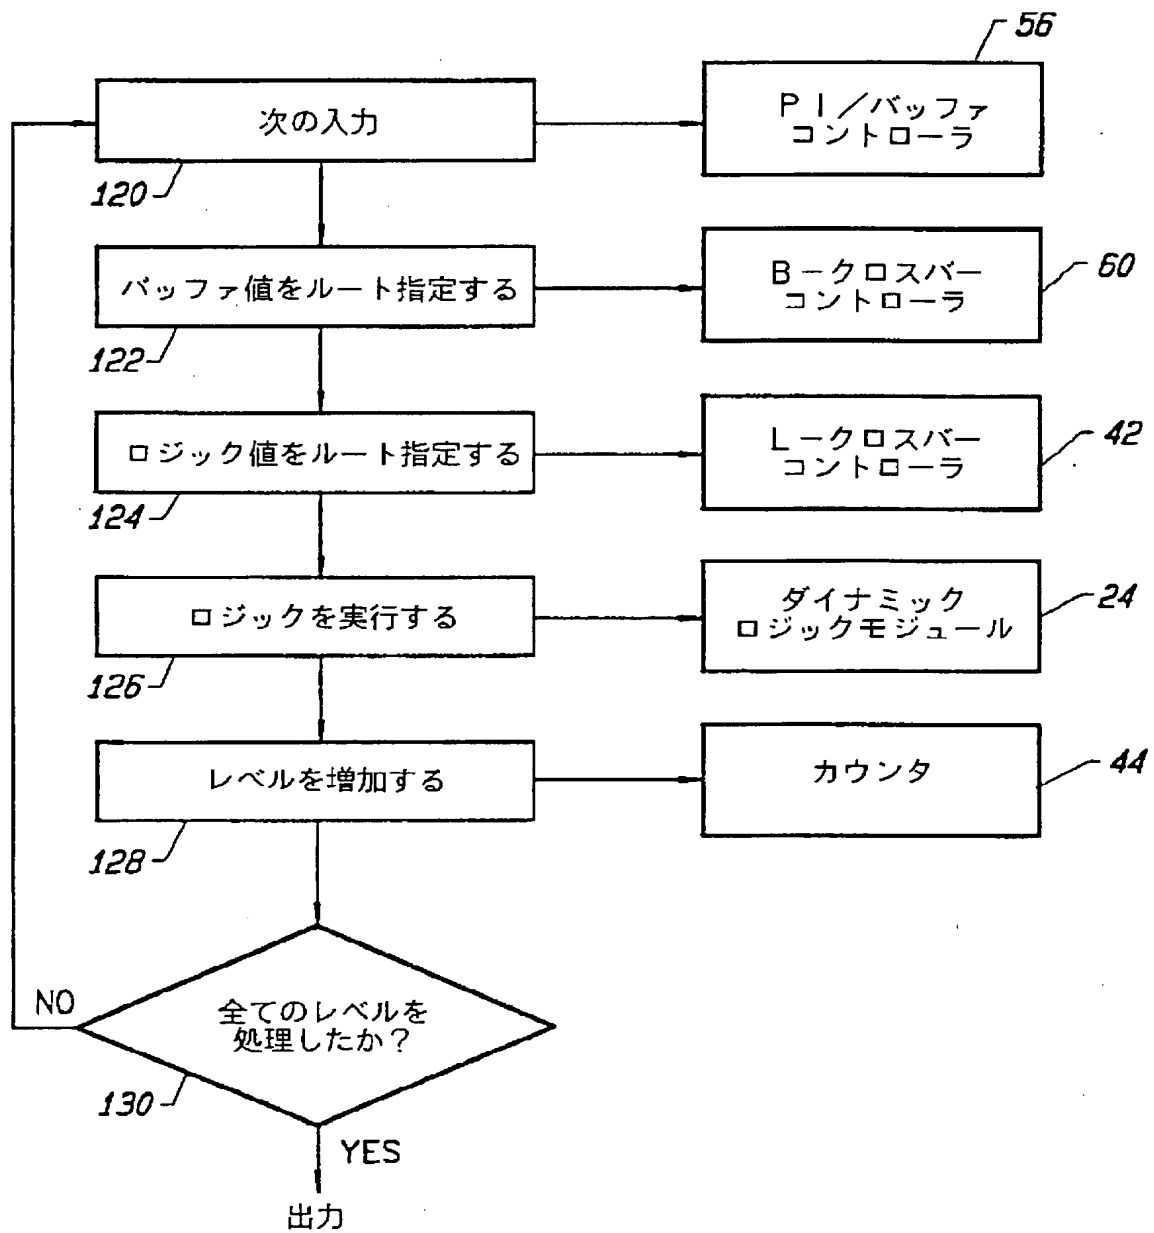 56
次の入力
PI／バッファ
コントローラ
120
バッファ値をルート指定する
B－クロスバー
コントローラ
60
122
ロジック値をルート指定する
L－クロスバー
コントローラ
42
124
ロジックを実行する
ダイナミック
ロジックモジュール
24
126
レベルを増加する
カウンタ
44
128
NO
全てのレベルを
処理したか？
130
YES
出力